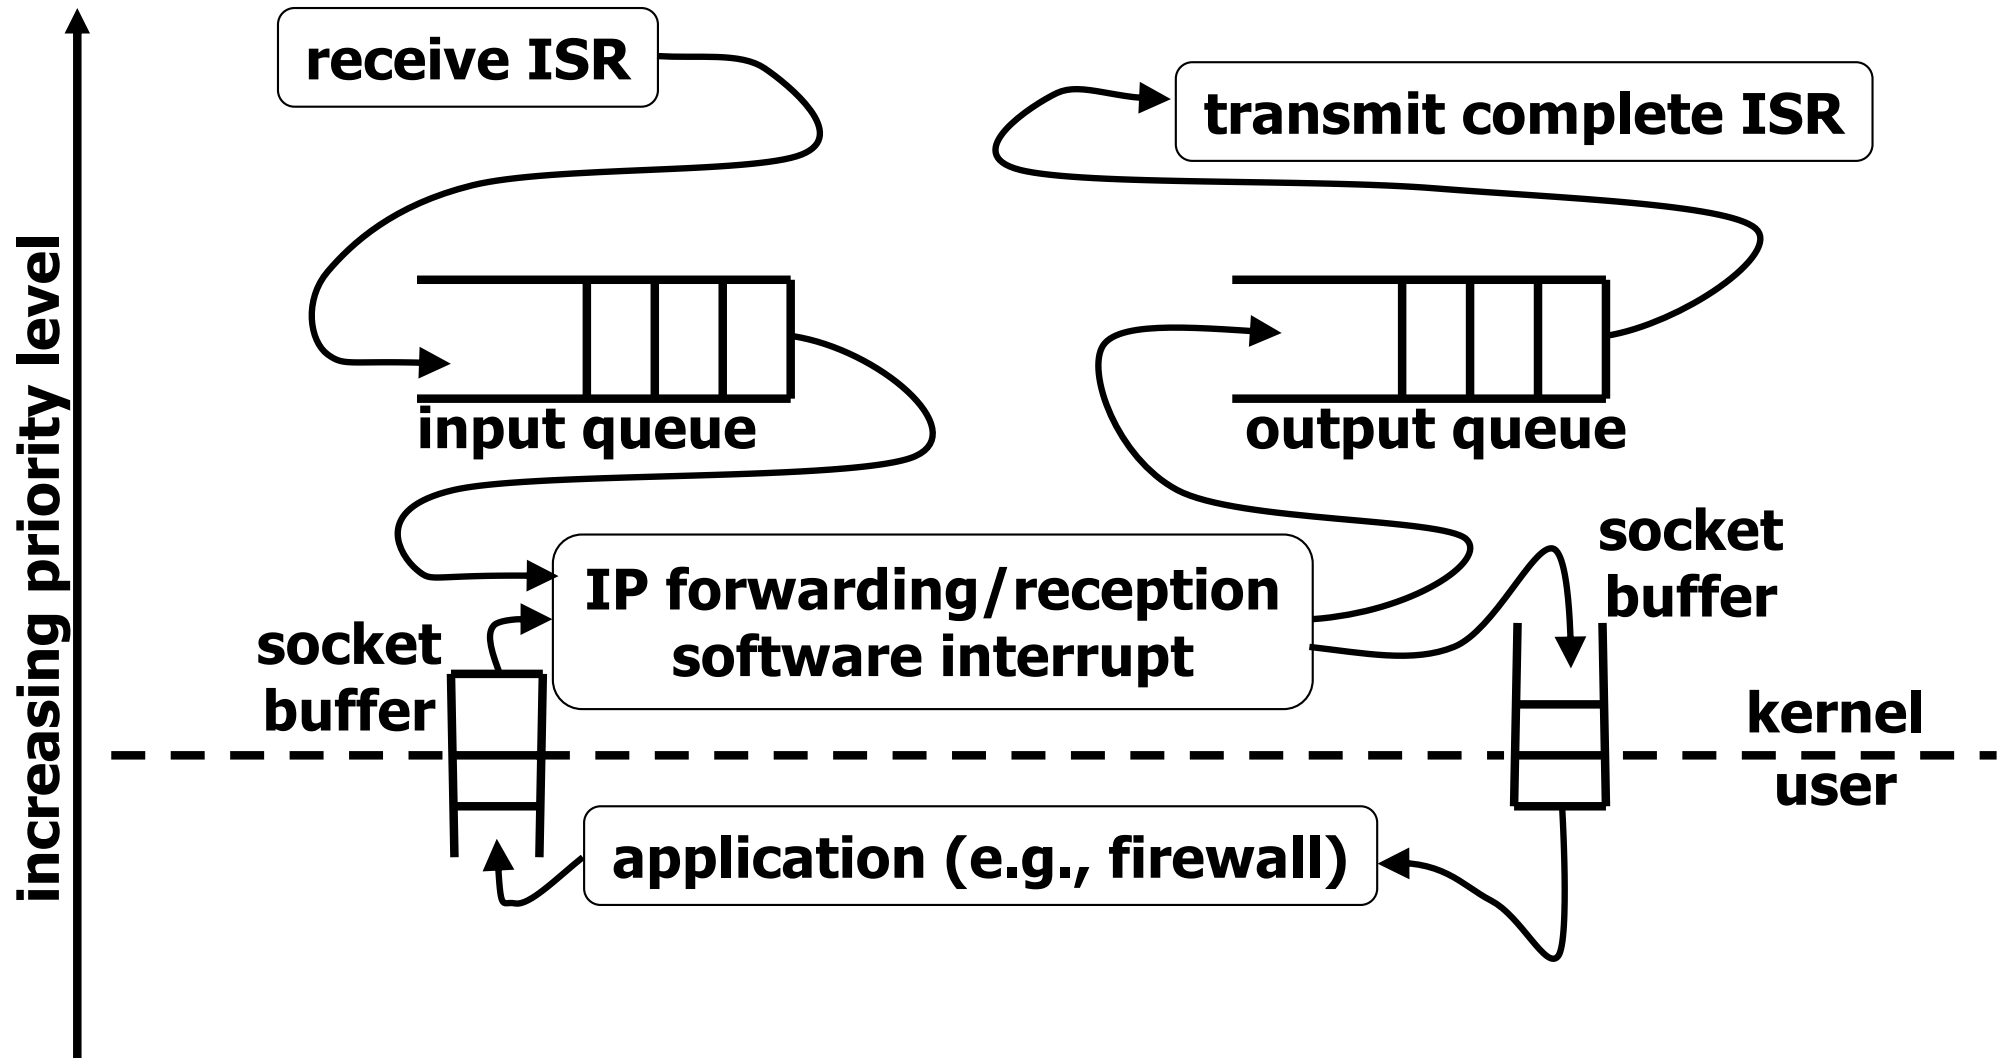 receive ISR
transmit complete ISR
increasing priority level
input queue
output queue
socket
buffer
IP forwarding/reception
software interrupt
socket
buffer
kernel
user
application (e.g., firewall)